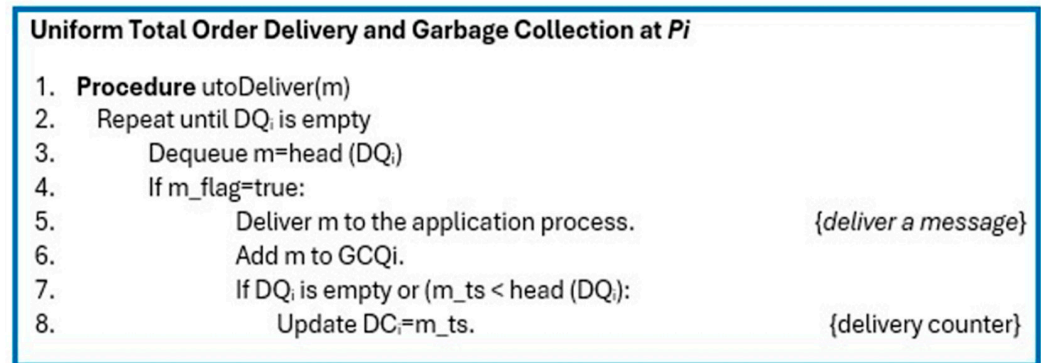 Uniform Total Order Delivery and Garbage Collection at Pi
1. Procedure utoDeliver(m)
2. Repeat until DQᵢ is empty
3. Dequeue m=head (DQᵢ)
4. If m_flag=true:
5. Deliver m to the application process. {deliver a message}
6. Add m to GCQi.
7. If DQᵢ is empty or (m_ts < head (DQᵢ):
8. Update DCᵢ=m_ts. {delivery counter}